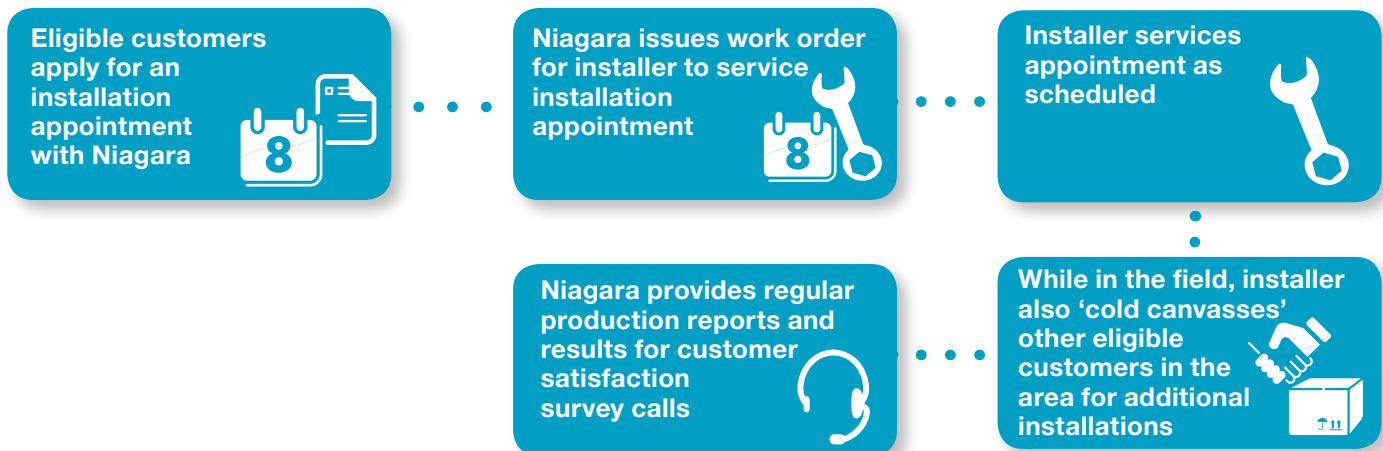 Eligible customers
apply for an
installation
appointment
with Niagara
8
Niagara issues work order
for installer to service
installation
appointment
8
Installer services
appointment as
scheduled
While in the field, installer
also ‘cold canvasses’
other eligible
customers in the
area for additional
installations
Niagara provides regular
production reports and
results for customer
satisfaction
survey calls